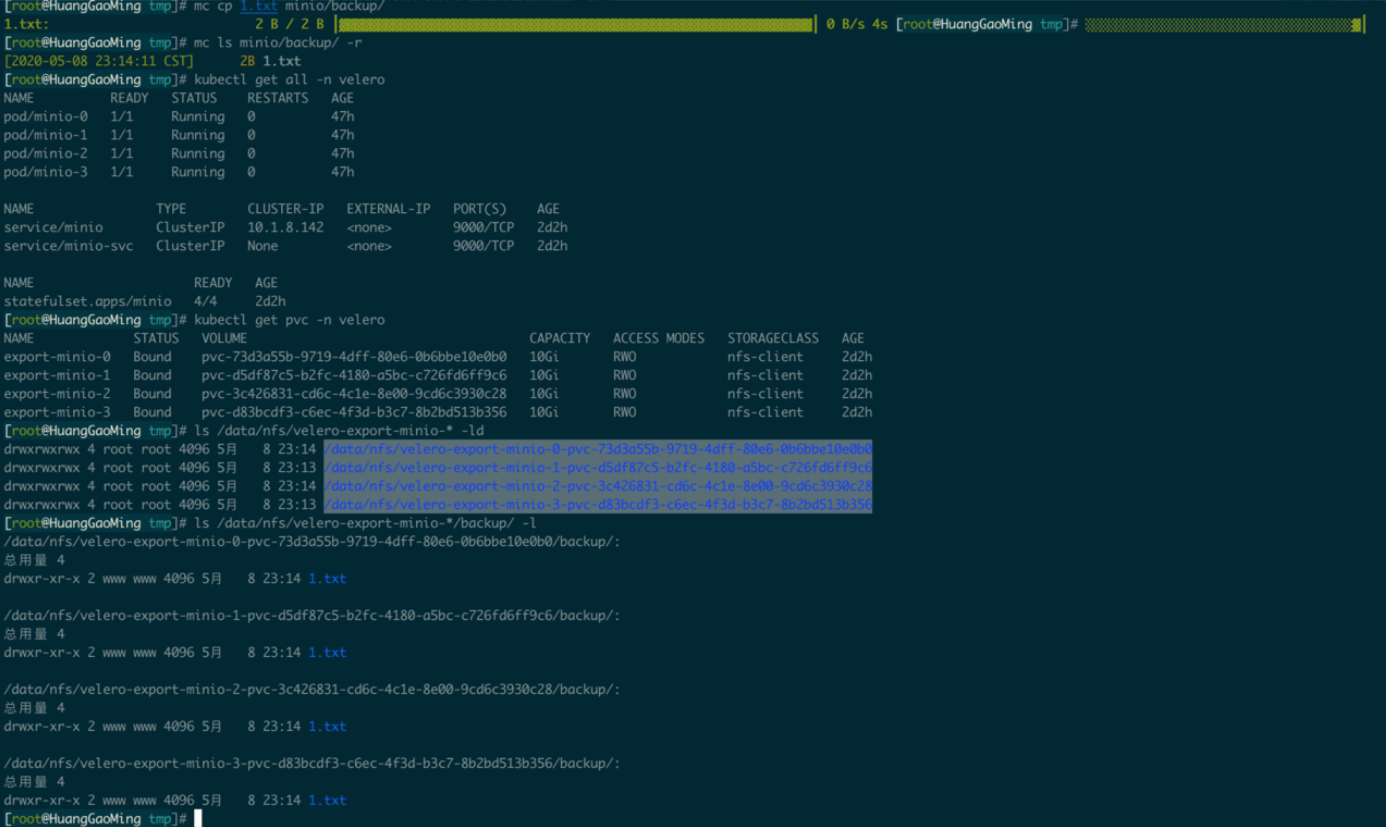 [root@HuangGaoMing tmp]# mc cp 1.txt minio/backup/
1.txt: 2 B / 2 B 0 B/s 4s [root@HuangGaoMing tmp]#
[root@HuangGaoMing tmp]# mc ls minio/backup/ -r
[2020-05-08 23:14:11 CST] 2B 1.txt
[root@HuangGaoMing tmp]# kubectl get all -n velero
NAME READY STATUS RESTARTS AGE
pod/minio-0 1/1 Running 0 47h
pod/minio-1 1/1 Running 0 47h
pod/minio-2 1/1 Running 0 47h
pod/minio-3 1/1 Running 0 47h
NAME TYPE CLUSTER-IP EXTERNAL-IP PORT(S) AGE
service/minio ClusterIP 10.1.8.142 <none> 9000/TCP 2d2h
service/minio-svc ClusterIP None <none> 9000/TCP 2d2h
NAME READY AGE
statefulset.apps/minio 4/4 2d2h
[root@HuangGaoMing tmp]# kubectl get pvc -n velero
NAME STATUS VOLUME CAPACITY ACCESS MODES STORAGECLASS AGE
export-minio-0 Bound pvc-73d3a55b-9719-4dff-80e6-0b6bbe10e0b0 10Gi RWO nfs-client 2d2h
export-minio-1 Bound pvc-d5df87c5-b2fc-4180-a5bc-c726fd6ff9c6 10Gi RWO nfs-client 2d2h
export-minio-2 Bound pvc-3c426831-cd6c-4c1e-8e00-9cd6c3930c28 10Gi RWO nfs-client 2d2h
export-minio-3 Bound pvc-d83bcdf3-c6ec-4f3d-b3c7-8b2bd513b356 10Gi RWO nfs-client 2d2h
[root@HuangGaoMing tmp]# ls /data/nfs/velero-export-minio-* -ld
drwxrwxrwx 4 root root 4096 5月 8 23:14 /data/nfs/velero-export-minio-0-pvc-73d3a55b-9719-4dff-80e6-0b6bbe10e0b0
drwxrwxrwx 4 root root 4096 5月 8 23:13 /data/nfs/velero-export-minio-1-pvc-d5df87c5-b2fc-4180-a5bc-c726fd6ff9c6
drwxrwxrwx 4 root root 4096 5月 8 23:14 /data/nfs/velero-export-minio-2-pvc-3c426831-cd6c-4c1e-8e00-9cd6c3930c28
drwxrwxrwx 4 root root 4096 5月 8 23:13 /data/nfs/velero-export-minio-3-pvc-d83bcdf3-c6ec-4f3d-b3c7-8b2bd513b356
[root@HuangGaoMing tmp]# ls /data/nfs/velero-export-minio-*/backup/ -l
/data/nfs/velero-export-minio-0-pvc-73d3a55b-9719-4dff-80e6-0b6bbe10e0b0/backup/:
总用量 4
drwxr-xr-x 2 www www 4096 5月 8 23:14 1.txt
/data/nfs/velero-export-minio-1-pvc-d5df87c5-b2fc-4180-a5bc-c726fd6ff9c6/backup/:
总用量 4
drwxr-xr-x 2 www www 4096 5月 8 23:14 1.txt
/data/nfs/velero-export-minio-2-pvc-3c426831-cd6c-4c1e-8e00-9cd6c3930c28/backup/:
总用量 4
drwxr-xr-x 2 www www 4096 5月 8 23:14 1.txt
/data/nfs/velero-export-minio-3-pvc-d83bcdf3-c6ec-4f3d-b3c7-8b2bd513b356/backup/:
总用量 4
drwxr-xr-x 2 www www 4096 5月 8 23:14 1.txt
[root@HuangGaoMing tmp]#